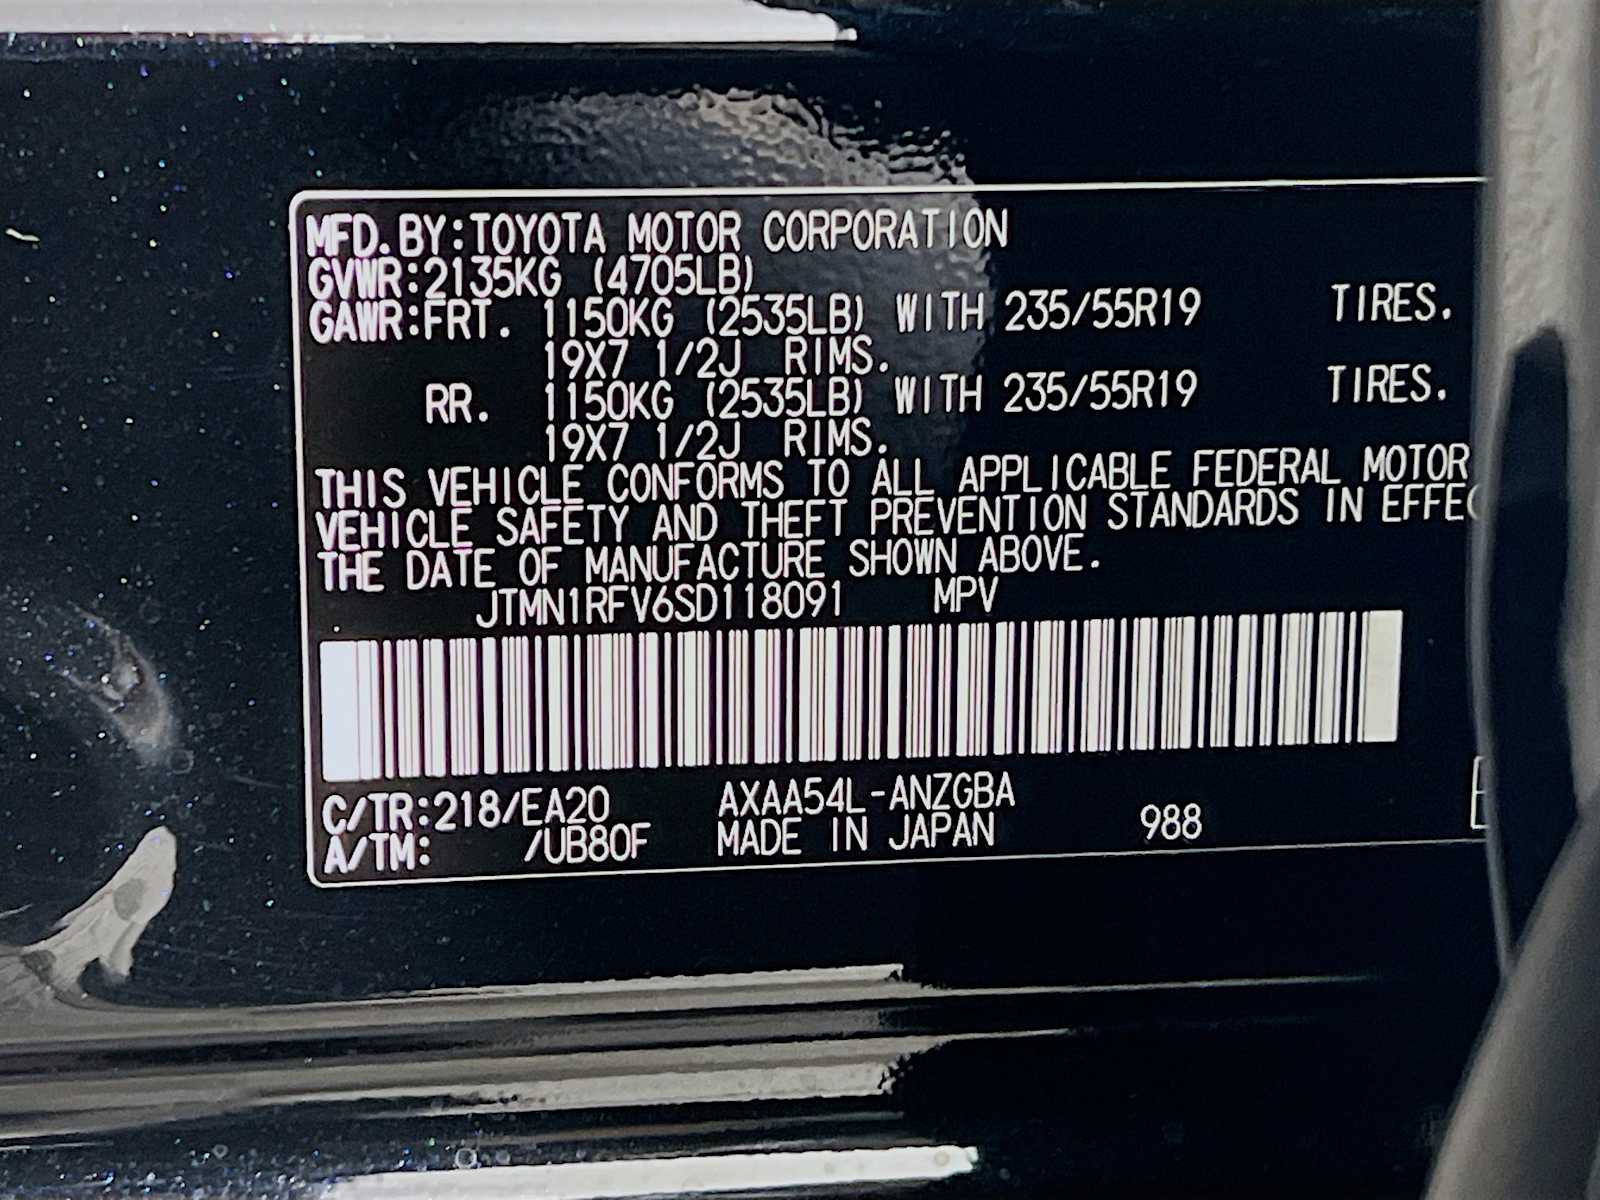 MFD. BY:TOYOTA MOTOR CORPORATION
GVWR:2135KG (4705LB)
GAWR:FRT. 1150KG (2535LB) WITH 235/55R19 TIRES.
19X7 1/2J RIMS.
RR. 1150KG (2535LB) WITH 235/55R19 TIRES.
19X7 1/2J RIMS.
THIS VEHICLE CONFORMS TO ALL APPLICABLE FEDERAL MOTOR
VEHICLE SAFETY AND THEFT PREVENTION STANDARDS IN
THE DATE OF MANUFACTURE SHOWN ABOVE.
JTMN1RFV6SD118091 MPV
C/TR:218/EA20 AXAA54L-ANZGBA
A/TM: /UB80F MADE IN JAPAN 988